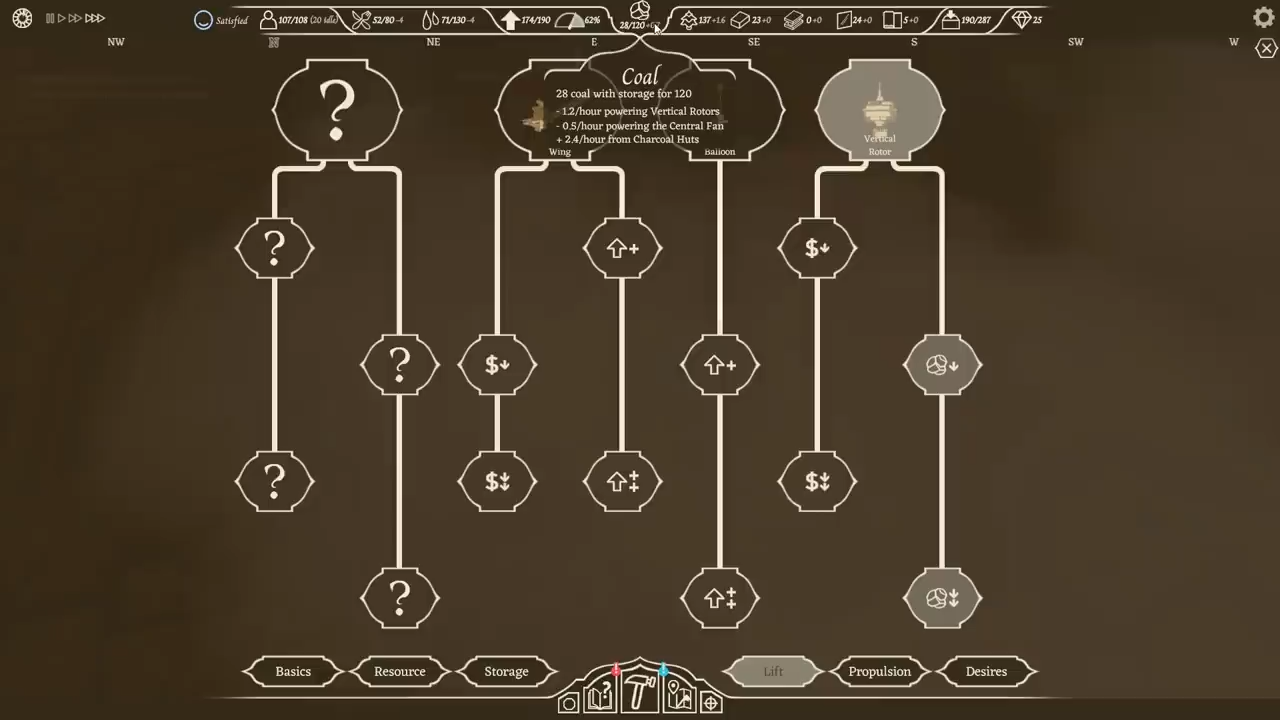 Satisfied
107/108 (20 idle)
52/80 -4
71/130 -4
174/190
62%
28/120
137 +1.6
23 +0
0 +0
24 +0
5 +0
190/287
25
NW
N
NE
E
SE
S
SW
W
Coal
28 coal with storage for 120
- 1.2/hour powering Vertical Rotors
- 0.5/hour powering the Central Fan
+ 2.4/hour from Charcoal Huts
?
Wing
Balloon
Vertical
Rotor
?
$
?
$
?
$
$
?
Basics
Resource
Storage
Lift
Propulsion
Desires